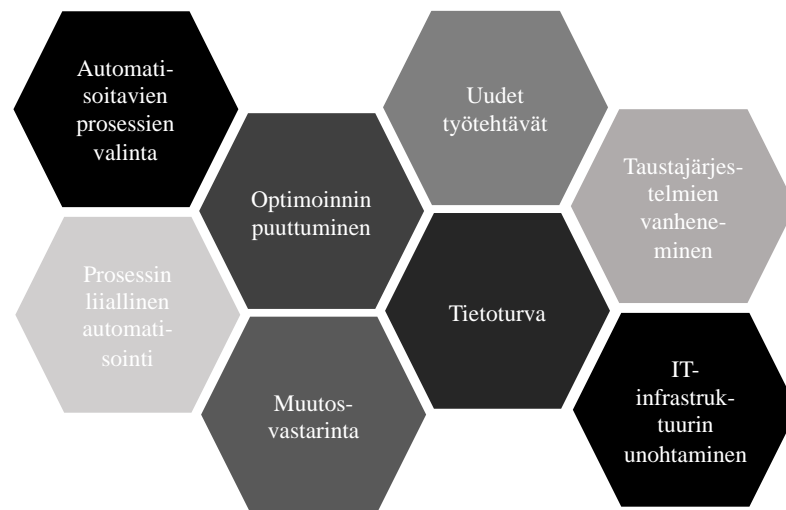 Automati-
soitavien
prosessien
valinta
Optimoinnin
puuttuminen
Uudet
työtehtävät
Taustajärjes-
telmien
vanhene-
minen
Prosessin
liiallinen
automati-
sointi
Muutos-
vastarinta
Tietoturva
IT-
infrastruk-
tuurin
unohtaminen